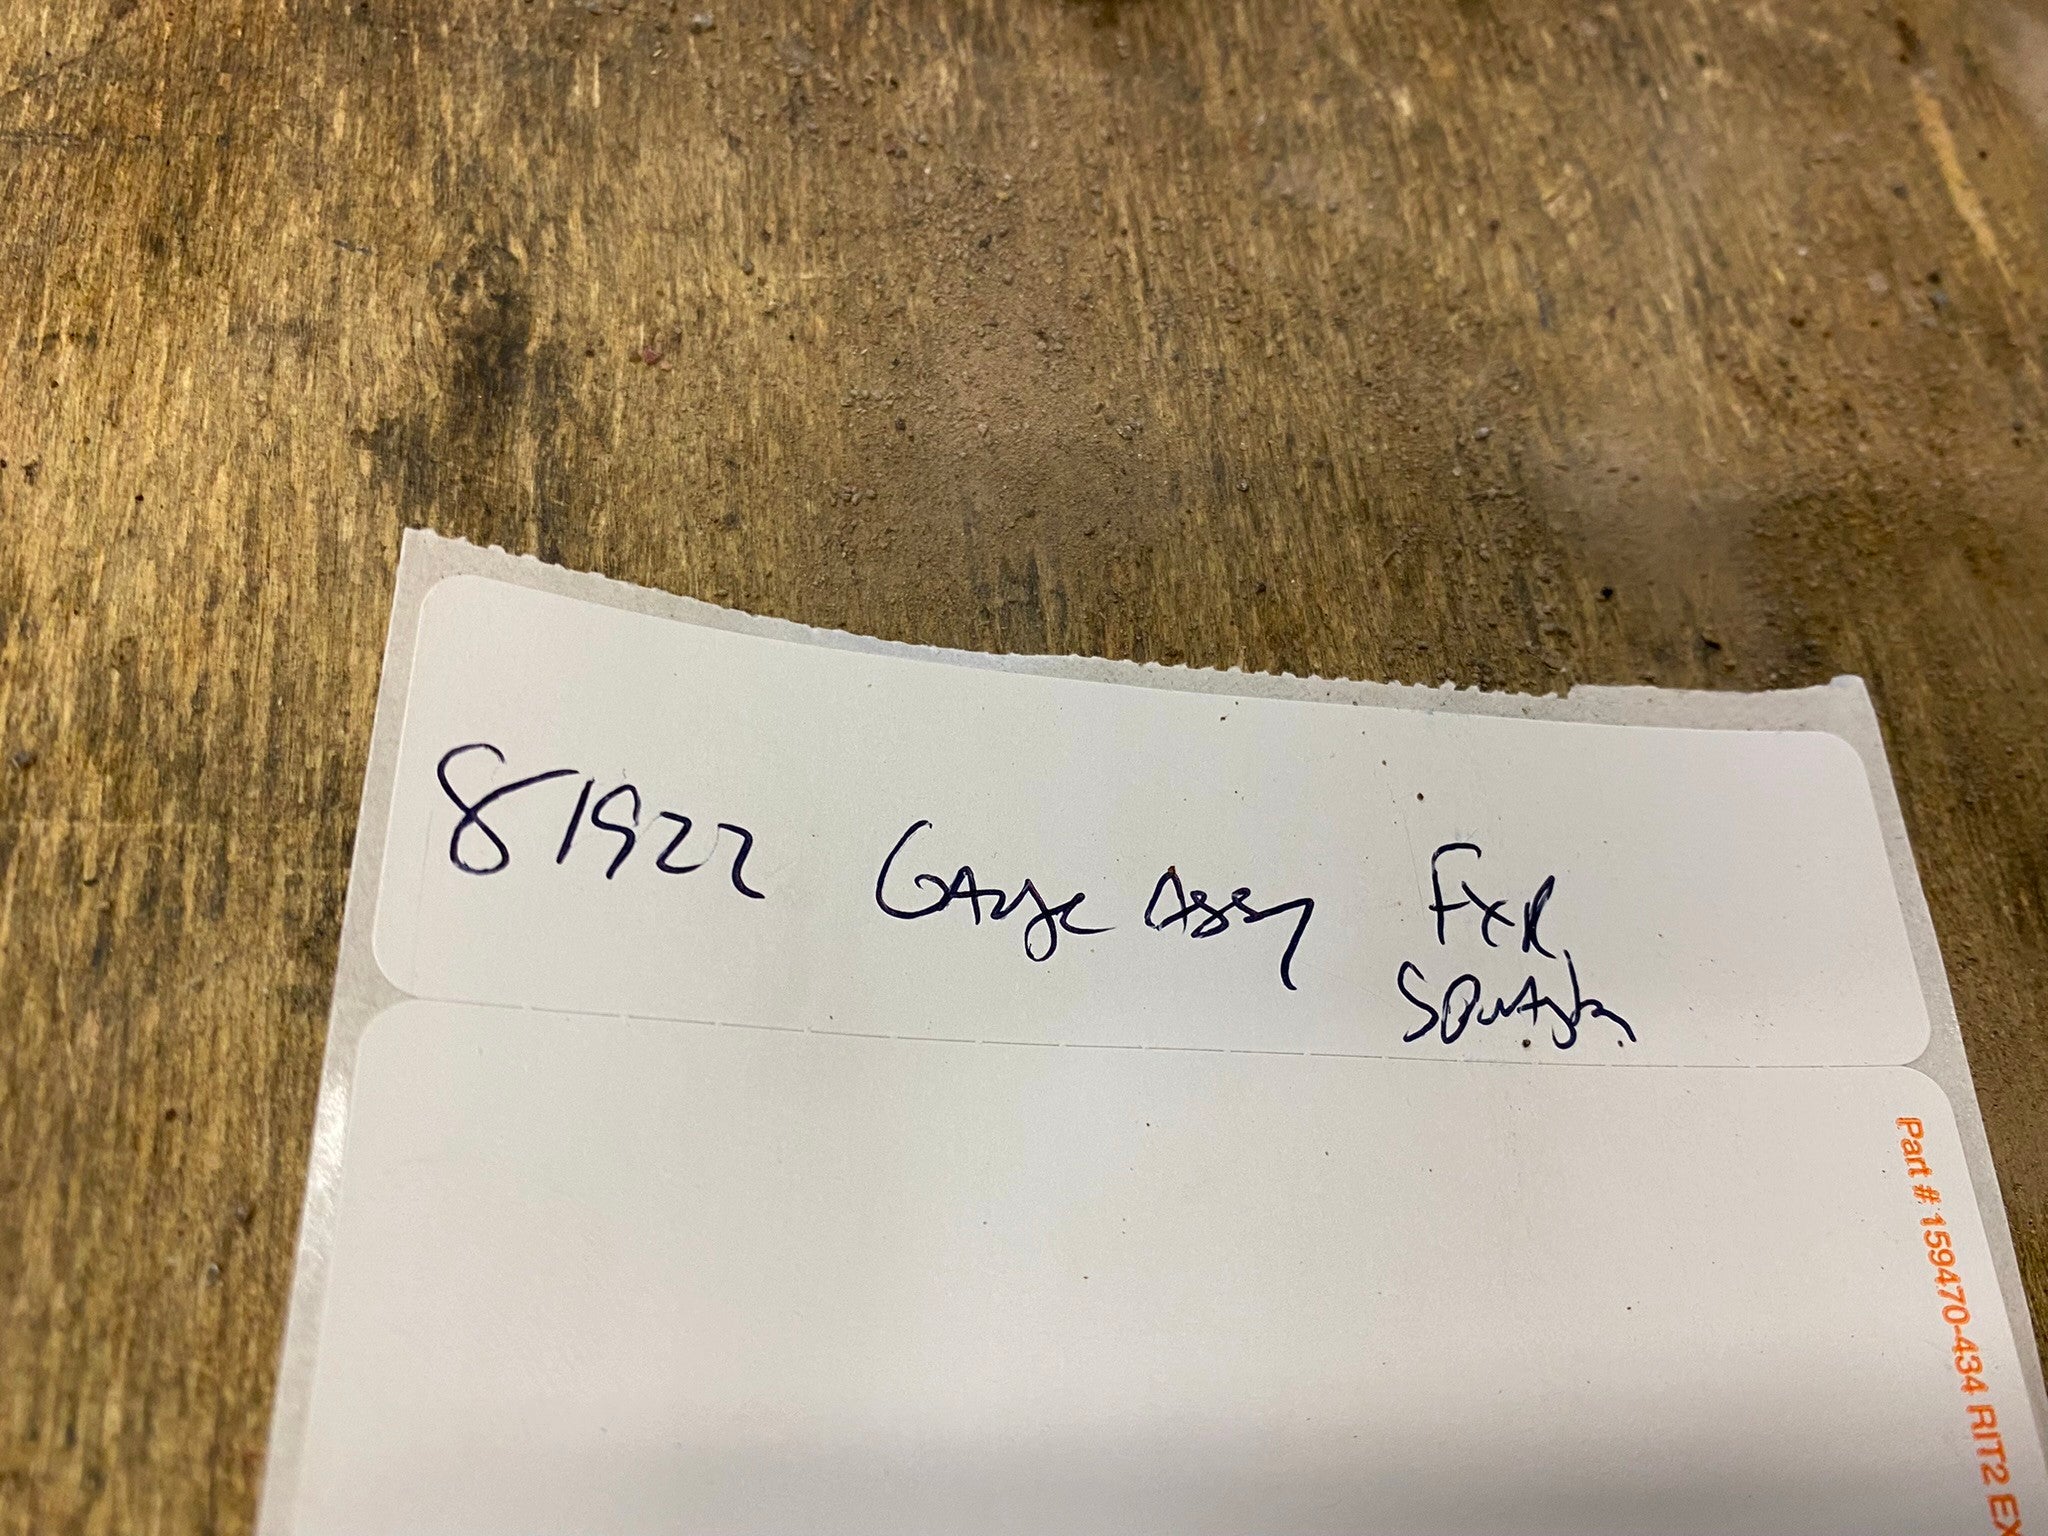 81922 GAuge Assy FXR
Part # 159470-434 RIT2 EX